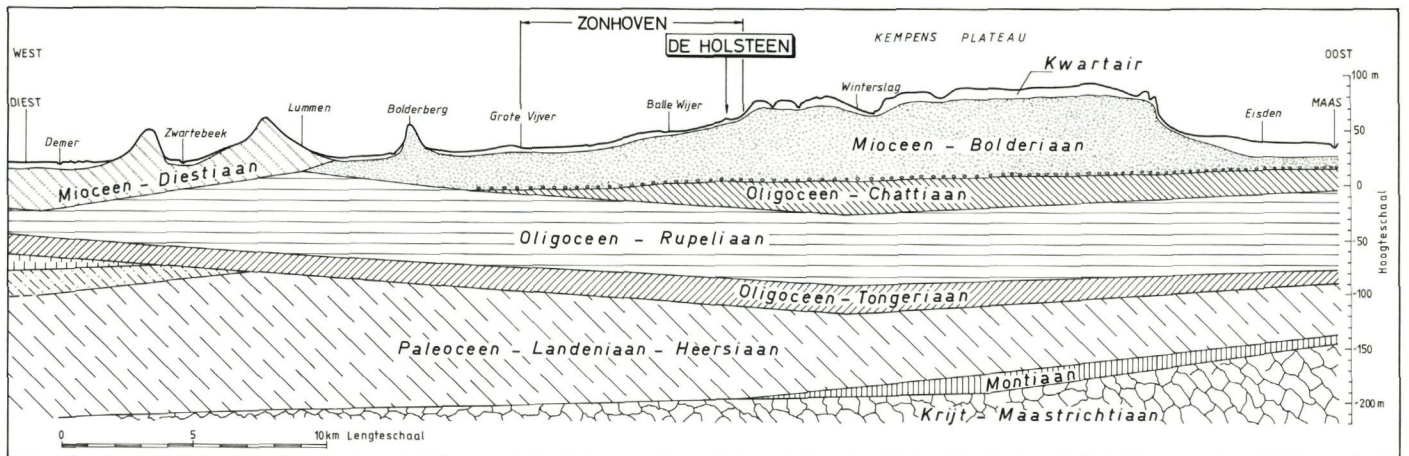 ZONHOVEN
DE HOLSTEEN
KEMPENS PLATEAU
WEST
OOST
Kwartair
100 m
DIEST
Lummen
Bolderberg
Grote Vijver
Balle Wijer
Winterslag
Eisden
MAAS
Demer
Zwartebeek
50
Mioceen - Bolderiaan
Mioceen - Diestiaan
Oligoceen - Chattiaan
0
Oligoceen - Rupeliaan
-50
Hoogteschaal
Oligoceen - Tongeriaan
-100
Paleoceen - Landeniaan - Heersiaan
-150
Montiaan
Krijt - Maastrichtiaan
-200 m
0 5 10 km Lengteschaal